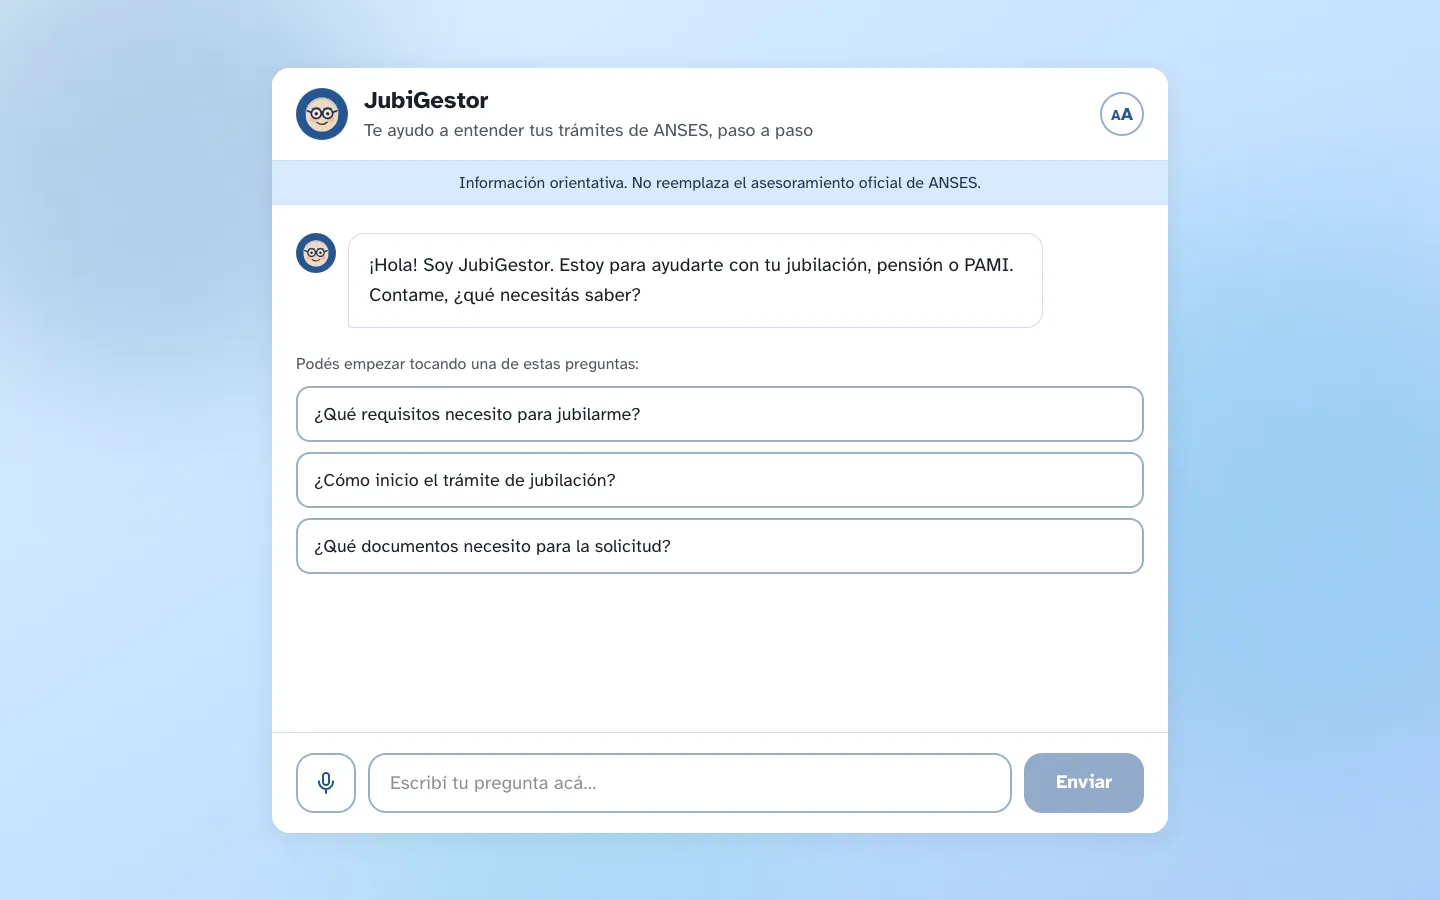 JubiGestor
Te ayudo a entender tus trámites de ANSES, paso a paso
AA
Información orientativa. No reemplaza el asesoramiento oficial de ANSES.
¡Hola! Soy JubiGestor. Estoy para ayudarte con tu jubilación, pensión o PAMI.
Contame, ¿qué necesitás saber?
Podés empezar tocando una de estas preguntas:
¿Qué requisitos necesito para jubilarme?
¿Cómo inicio el trámite de jubilación?
¿Qué documentos necesito para la solicitud?
Escribí tu pregunta acá...
Enviar